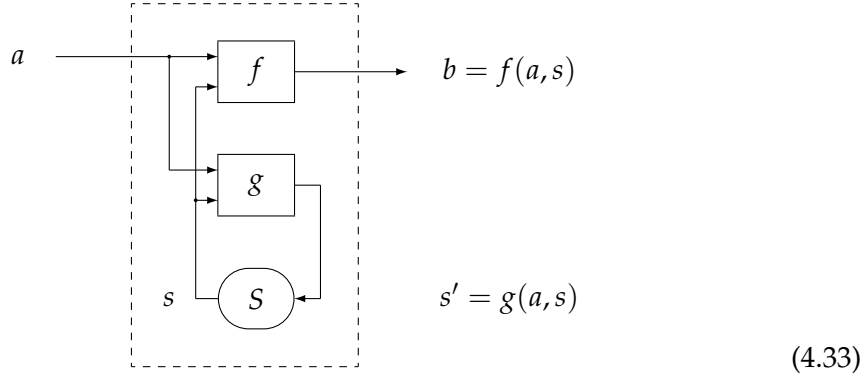 a
f
b = f(a, s)
g
s
S
s′ = g(a, s)
(4.33)